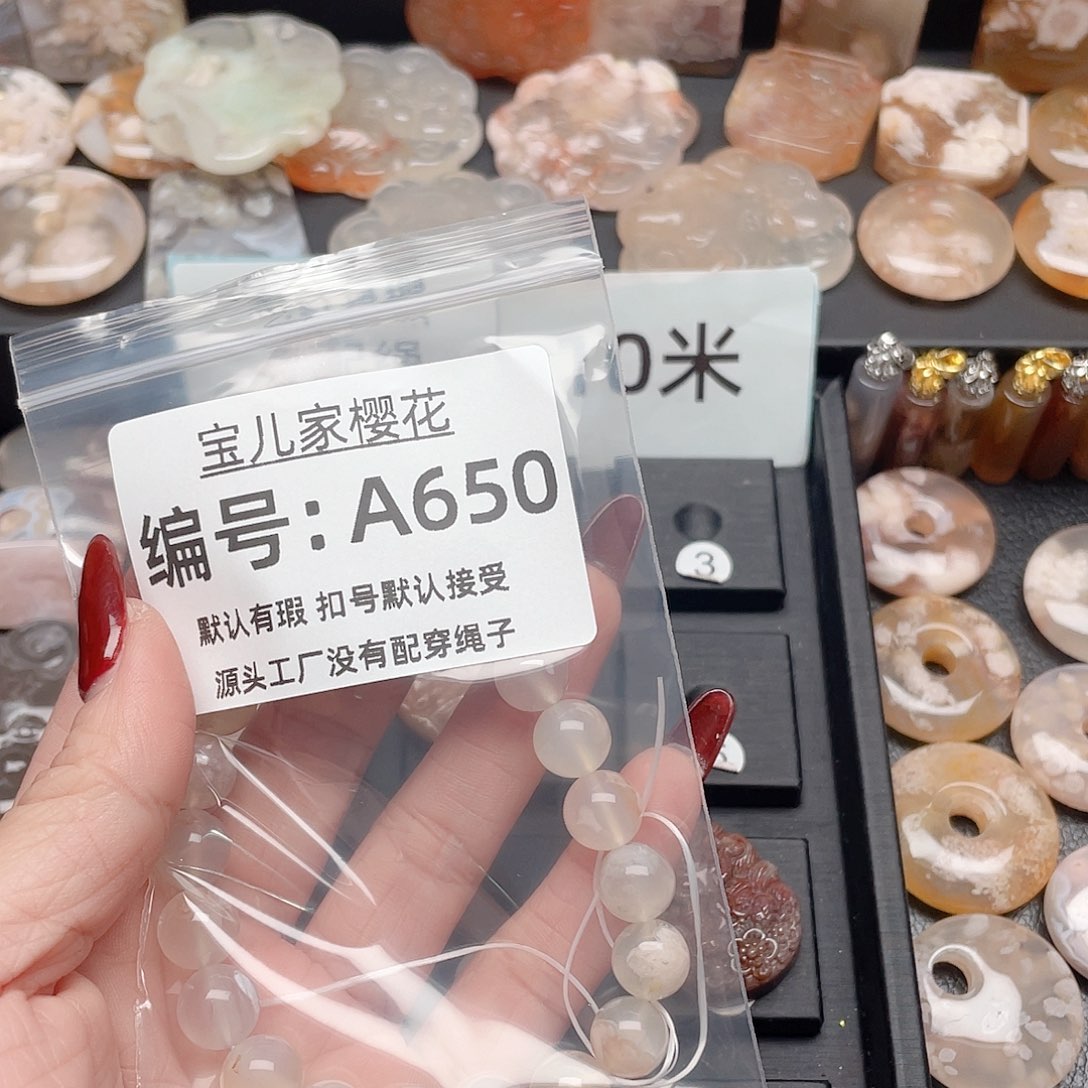 宝儿家樱花
编号：A650
默认有瑕 扣号默认接受
源头工厂没有配穿绳子
0米
3